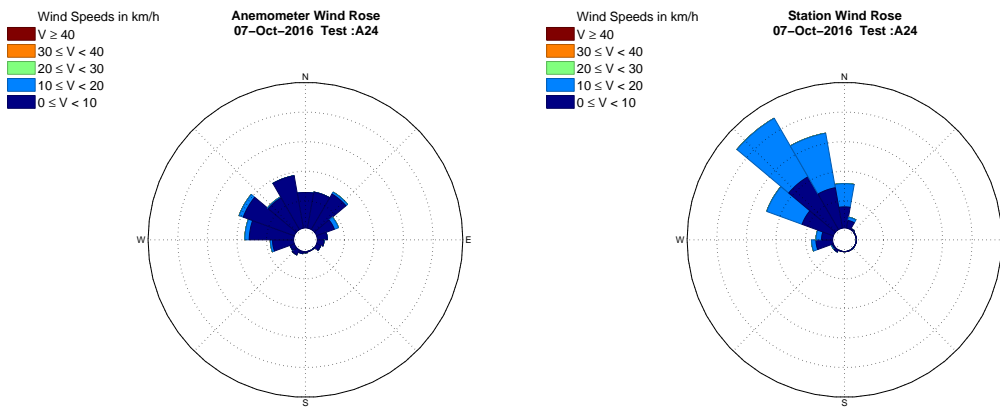 Wind Speeds in km/h
V ≥ 40
30 ≤ V < 40
20 ≤ V < 30
10 ≤ V < 20
0 ≤ V < 10
Anemometer Wind Rose
07−Oct−2016 Test :A24
N
W
E
S
Wind Speeds in km/h
V ≥ 40
30 ≤ V < 40
20 ≤ V < 30
10 ≤ V < 20
0 ≤ V < 10
Station Wind Rose
07−Oct−2016 Test :A24
N
W
S